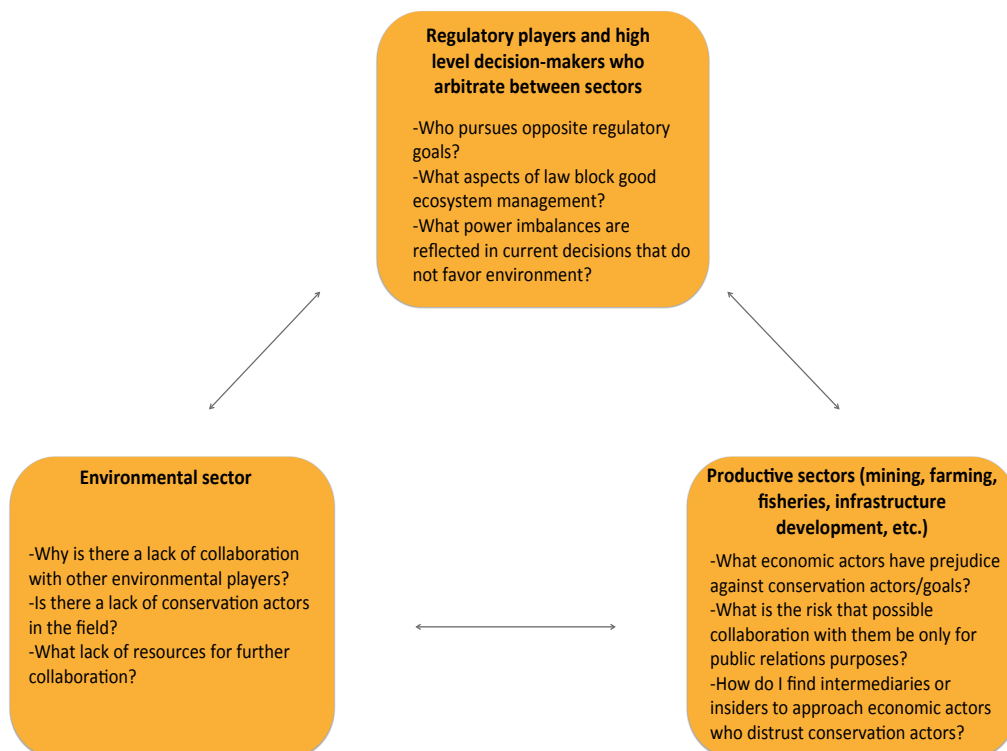 Regulatory players and high
level decision-makers who
arbitrate between sectors
-Who pursues opposite regulatory
goals?
-What aspects of law block good
ecosystem management?
-What power imbalances are
reflected in current decisions that do
not favor environment?
Environmental sector
-Why is there a lack of collaboration
with other environmental players?
-Is there a lack of conservation actors
in the field?
-What lack of resources for further
collaboration?
Productive sectors (mining, farming,
fisheries, infrastructure
development, etc.)
-What economic actors have prejudice
against conservation actors/goals?
-What is the risk that possible
collaboration with them be only for
public relations purposes?
-How do I find intermediaries or
insiders to approach economic actors
who distrust conservation actors?